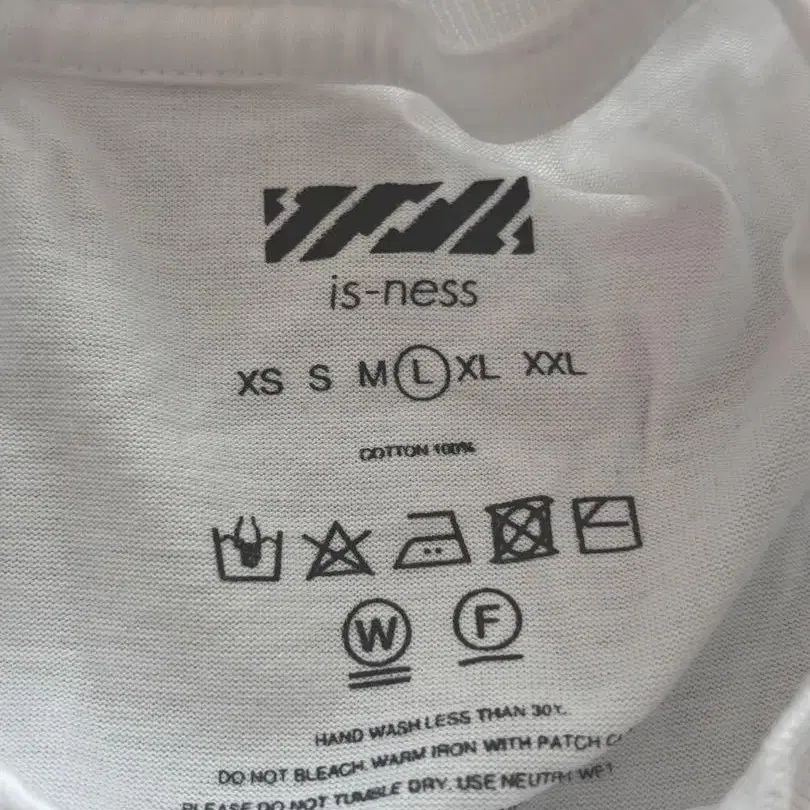 is-ness
XS S M L XL XXL
COTTON 100%
W F
HAND WASH LESS THAN 30
DO NOT BLEACH. WARM IRON WITH PATCH
PLEASE DO NOT TUMBLE DRY. USE